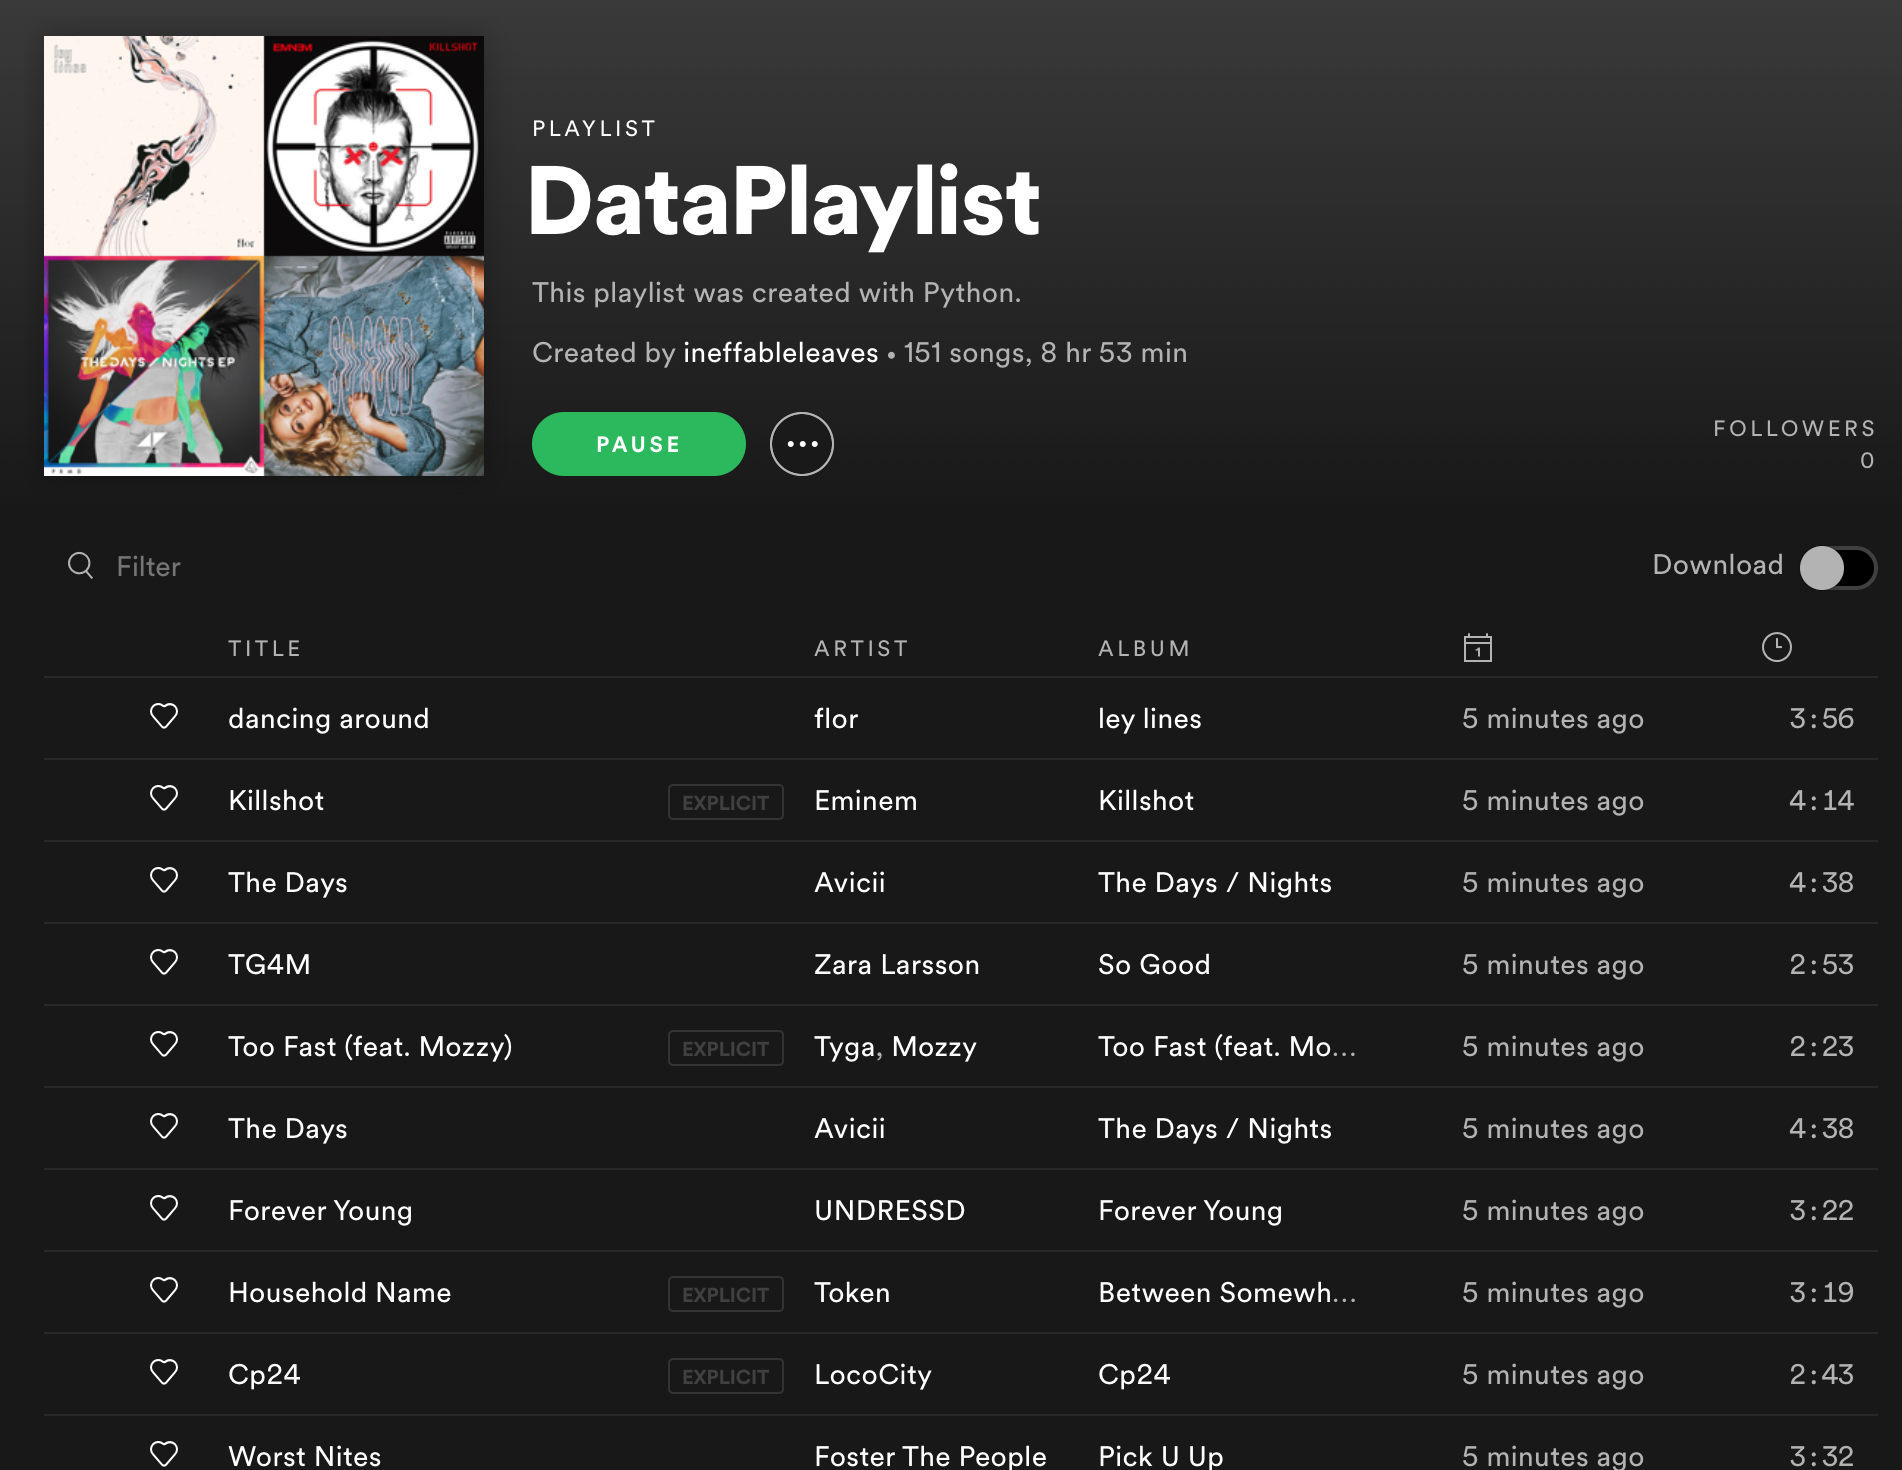 ley
lines
flor
EMINEM KILLSHOT
PARENTAL
ADVISORY
THE DAYS / NIGHTS EP
PRMD
PLAYLIST
DataPlaylist
This playlist was created with Python.
Created by ineffableleaves • 151 songs, 8 hr 53 min
PAUSE
FOLLOWERS
0
Filter
Download
TITLE ARTIST ALBUM 1
dancing around flor ley lines 5 minutes ago 3:56
Killshot EXPLICIT Eminem Killshot 5 minutes ago 4:14
The Days Avicii The Days / Nights 5 minutes ago 4:38
TG4M Zara Larsson So Good 5 minutes ago 2:53
Too Fast (feat. Mozzy) EXPLICIT Tyga, Mozzy Too Fast (feat. Mo... 5 minutes ago 2:23
The Days Avicii The Days / Nights 5 minutes ago 4:38
Forever Young UNDRESSD Forever Young 5 minutes ago 3:22
Household Name EXPLICIT Token Between Somewh... 5 minutes ago 3:19
Cp24 EXPLICIT LocoCity Cp24 5 minutes ago 2:43
Worst Nites Foster The People Pick U Up 5 minutes ago 3:32